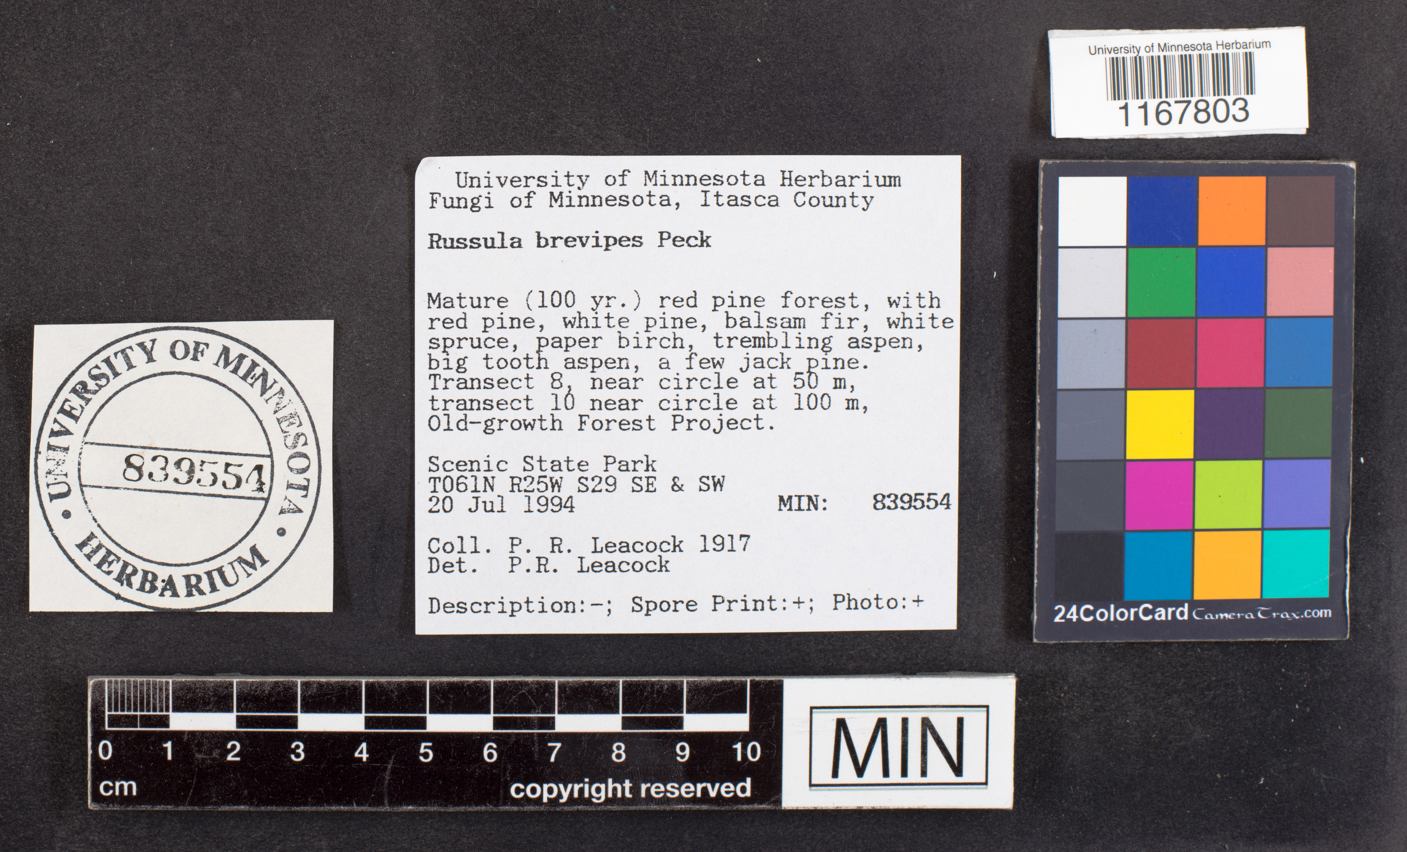 University of Minnesota Herbarium
1167803
University of Minnesota Herbarium
Fungi of Minnesota, Itasca County
Russula brevipes Peck
Mature (100 yr.) red pine forest, with
red pine, white pine, balsam fir, white
spruce, paper birch, trembling aspen,
big tooth aspen, a few jack pine.
Transect 8, near circle at 50 m,
transect 10 near circle at 100 m,
Old-growth Forest Project.
Scenic State Park
T061N R25W S29 SE & SW
20 Jul 1994 MIN: 839554
Coll. P. R. Leacock 1917
Det. P.R. Leacock
Description:-; Spore Print:+; Photo:+
UNIVERSITY OF MINNESOTA
839554
• HERBARIUM •
24ColorCard CameraTrax.com
0 1 2 3 4 5 6 7 8 9 10
cm copyright reserved
MIN